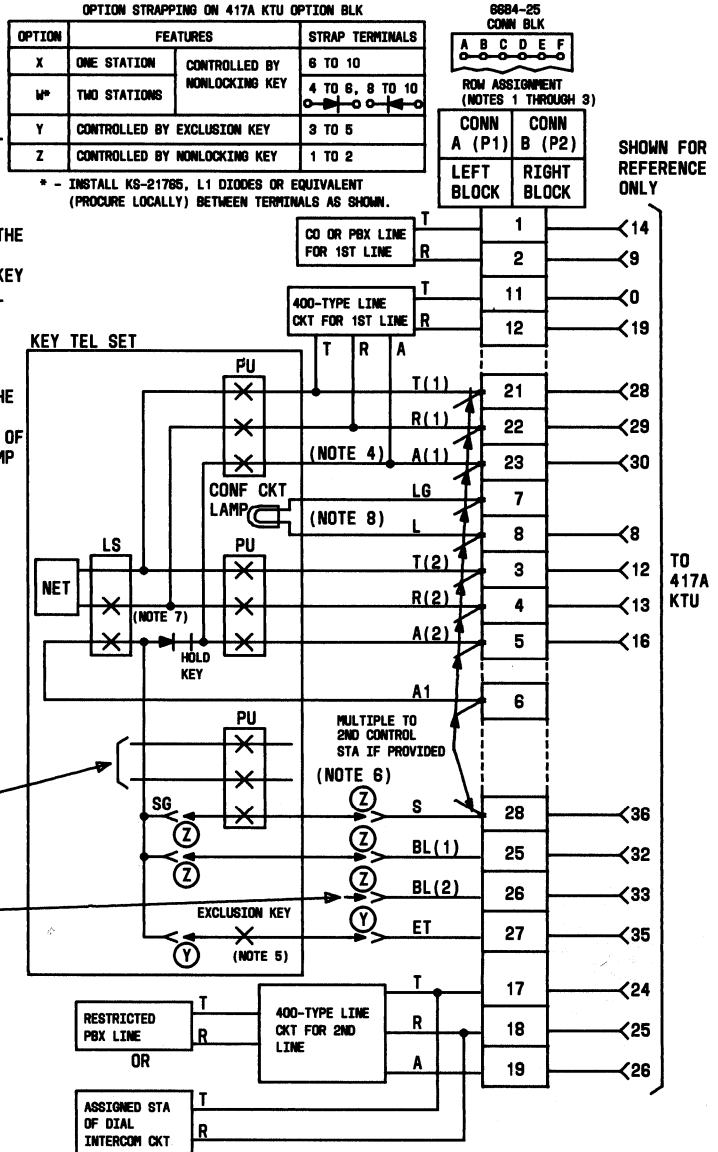 OPTION STRAPPING ON 417A KTU OPTION BLK
OPTION FEATURES STRAP TERMINALS
X ONE STATION CONTROLLED BY NONLOCKING KEY 6 TO 10
W* TWO STATIONS 4 TO 6, 8 TO 10
Y CONTROLLED BY EXCLUSION KEY 3 TO 5
Z CONTROLLED BY NONLOCKING KEY 1 TO 2
* - INSTALL KS-21765, L1 DIODES OR EQUIVALENT
(PROCURE LOCALLY) BETWEEN TERMINALS AS SHOWN.
6684-25
CONN BLK
A B C D E F
ROW ASSIGNMENT
(NOTES 1 THROUGH 3)
CONN A (P1) CONN B (P2)
LEFT BLOCK RIGHT BLOCK
SHOWN FOR
REFERENCE
ONLY
THE
KEY
HE
OF
MP
CO OR PBX LINE
FOR 1ST LINE
T 1 14
R 2 9
400-TYPE LINE
CKT FOR 1ST LINE
T 11 0
R 12 19
T R A
KEY TEL SET
PU
T(1) 21 28
R(1) 22 29
(NOTE 4) A(1) 23 30
CONF CKT
LAMP
LG 7
(NOTE 8) L 8 8
LS PU
NET
T(2) 3 12
(NOTE 7) R(2) 4 13
A(2) 5 16
HOLD
KEY
TO
417A
KTU
A1 6
PU
MULTIPLE TO
2ND CONTROL
STA IF PROVIDED
(NOTE 6)
SG Z Z S 28 36
Z Z BL(1) 25 32
Z BL(2) 26 33
EXCLUSION KEY
Y (NOTE 5) Y ET 27 35
RESTRICTED
PBX LINE
T
R
OR
400-TYPE LINE
CKT FOR 2ND
LINE
T 17 24
R 18 25
A 19 26
ASSIGNED STA
OF DIAL
INTERCOM CKT
T
R